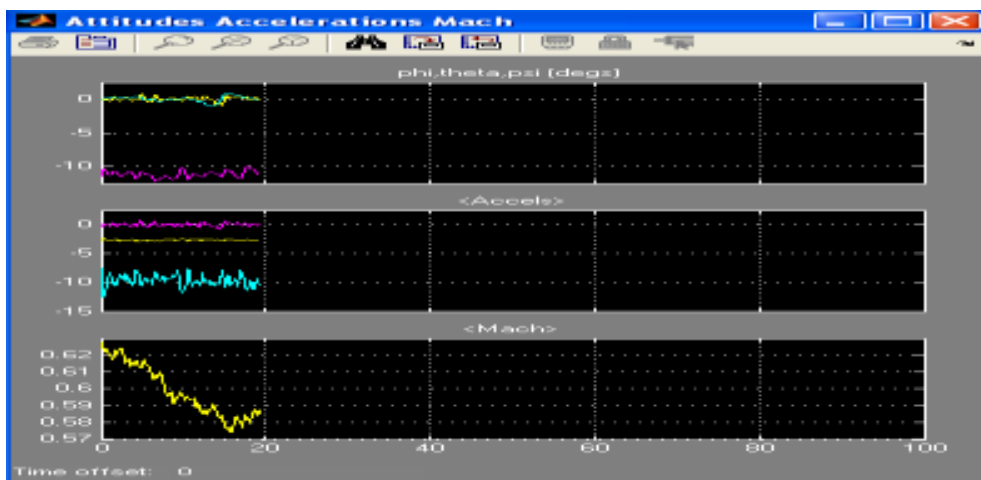 Attitudes Accelerations Mach
phi,theta,psi [degs]
0
-5
-10
<Accels>
0
-5
-10
-15
<Mach>
0.62
0.61
0.6
0.59
0.58
0.57
0 20 40 60 80 100
Time offset: 0